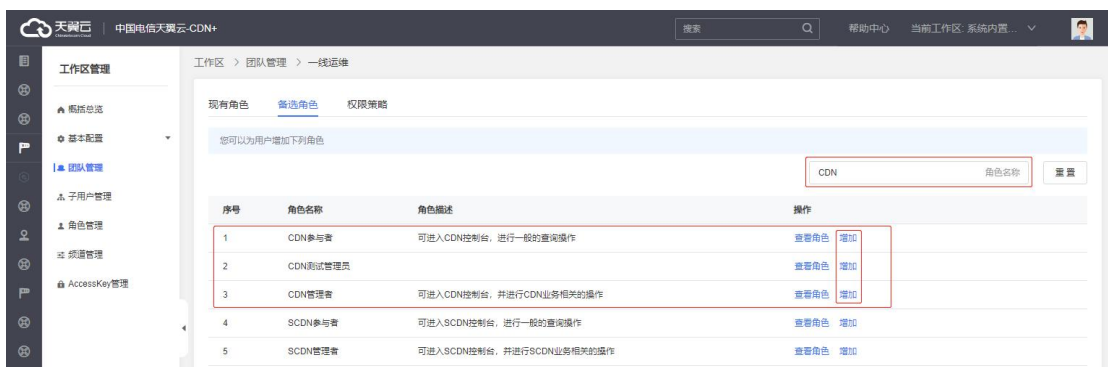 天翼云 中国电信天翼云-CDN+ 搜索 帮助中心 当前工作区: 系统内置...
工作区管理
概括总览
基本配置
团队管理
子用户管理
角色管理
频道管理
AccessKey管理
工作区 > 团队管理 > 一线运维
现有角色 备选角色 权限策略
您可以为用户增加下列角色
CDN 角色名称 重置
序号 角色名称 角色描述 操作
1 CDN参与者 可进入CDN控制台，进行一般的查询操作 查看角色 增加
2 CDN测试管理员 查看角色 增加
3 CDN管理者 可进入CDN控制台，并进行CDN业务相关的操作 查看角色 增加
4 SCDN参与者 可进入SCDN控制台，进行一般的查询操作 查看角色 增加
5 SCDN管理者 可进入SCDN控制台，并进行SCDN业务相关的操作 查看角色 增加